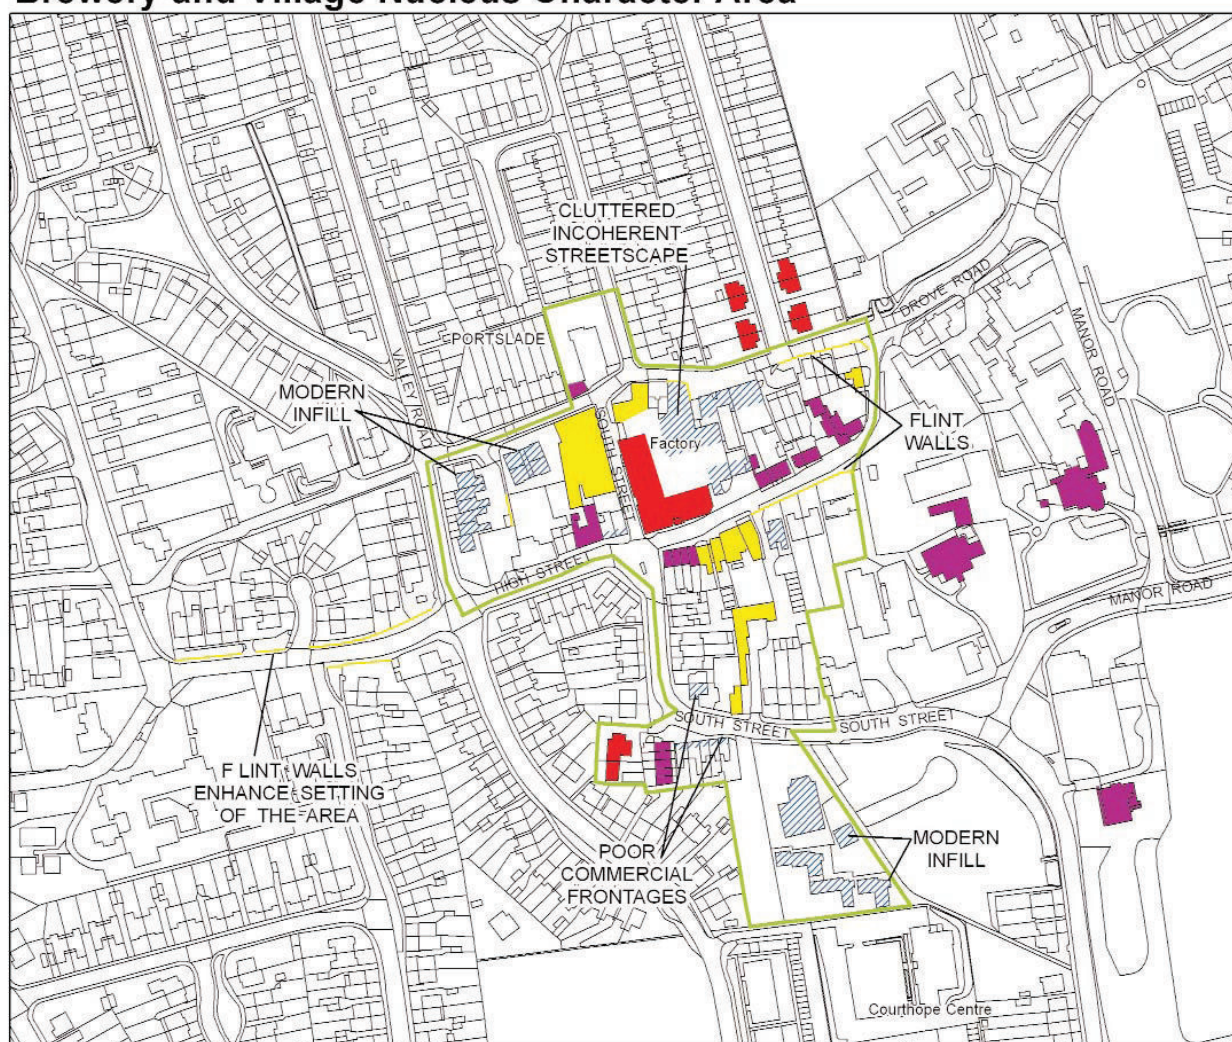 Brewery and Village Nucleus Character Area
CLUTTERED
INCOHERENT
STREETSCAPE
DROVE ROAD
MANOR ROAD
PORTSLADE
VALLEY ROAD
MODERN
INFILL
SOUTH STREET
Factory
FLINT
WALLS
HIGH STREET
MANOR ROAD
SOUTH STREET
SOUTH STREET
F LINT WALLS
ENHANCE SETTING
OF THE AREA
POOR
COMMERCIAL
FRONTAGES
MODERN
INFILL
Courthope Centre